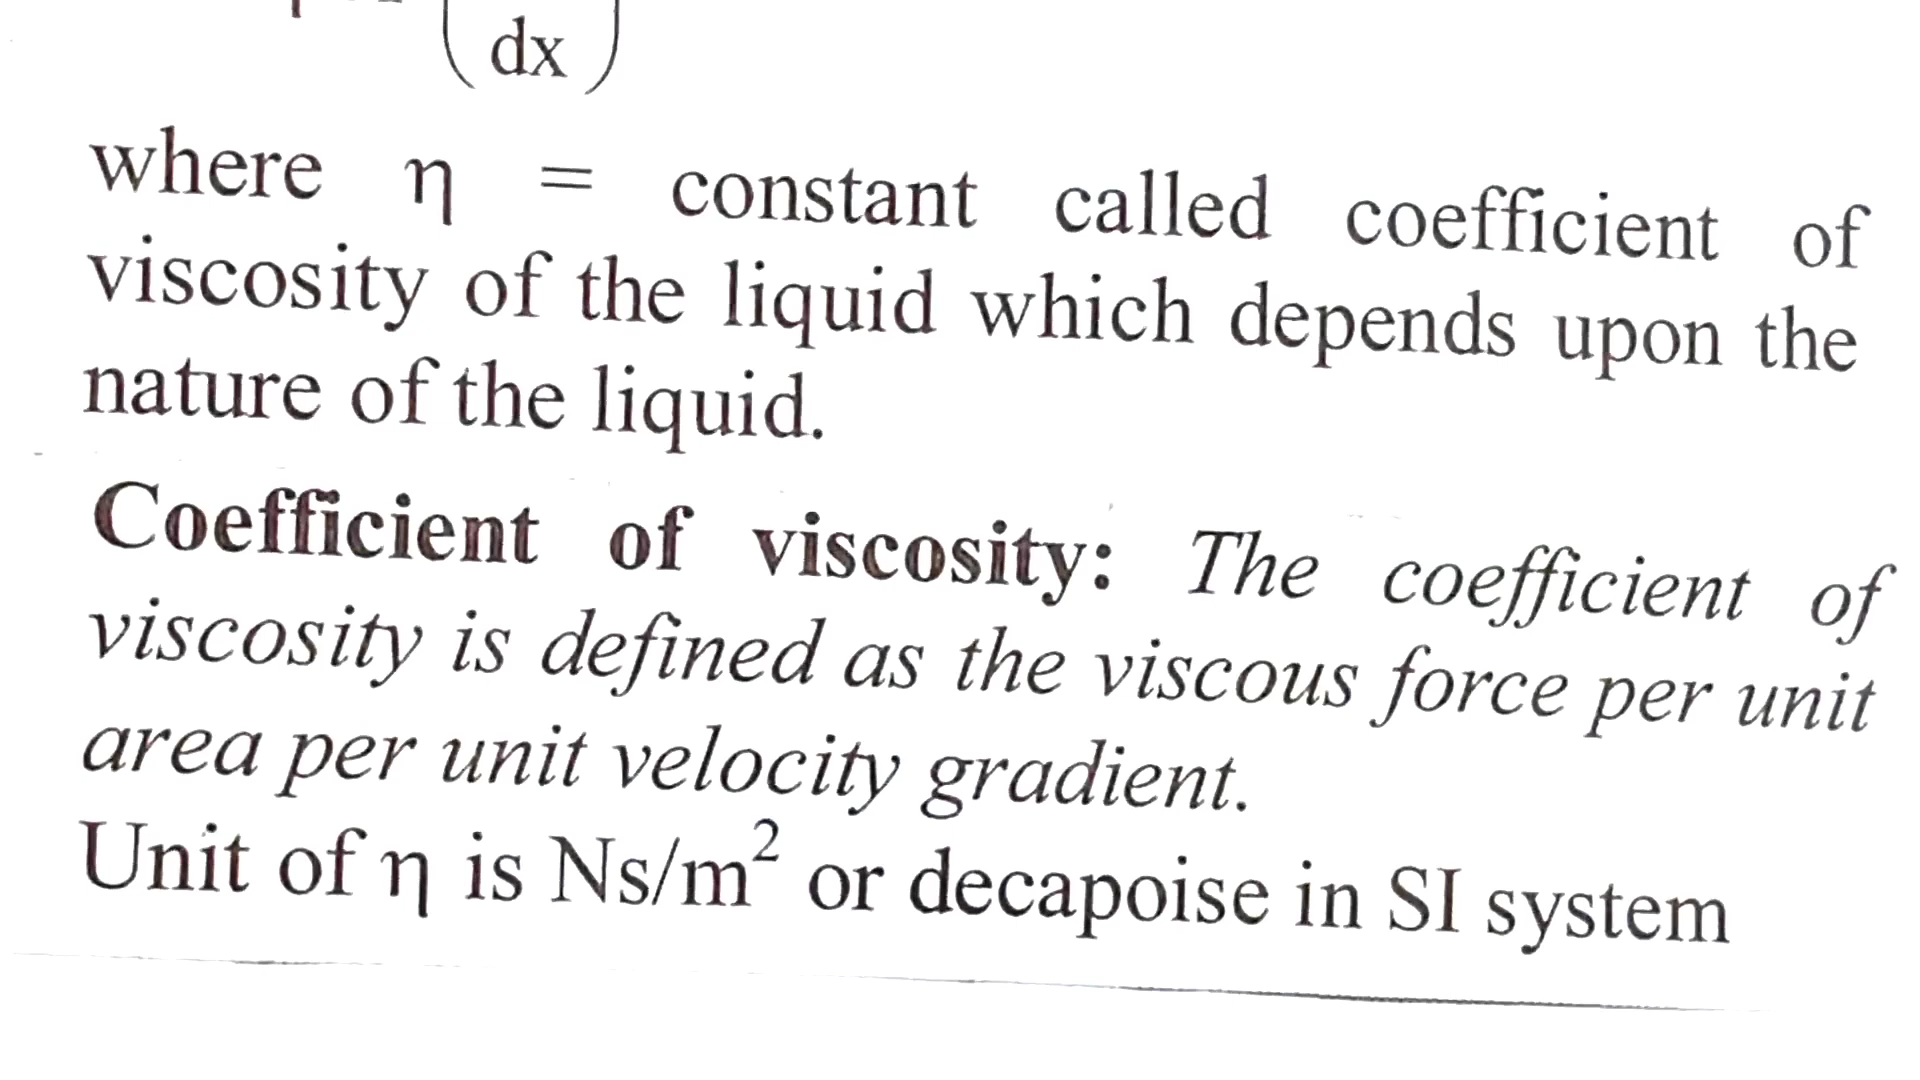 dx
where η = constant called coefficient of
viscosity of the liquid which depends upon the
nature of the liquid.
Coefficient of viscosity: The coefficient of
viscosity is defined as the viscous force per unit
area per unit velocity gradient.
Unit of η is Ns/m² or decapoise in SI system